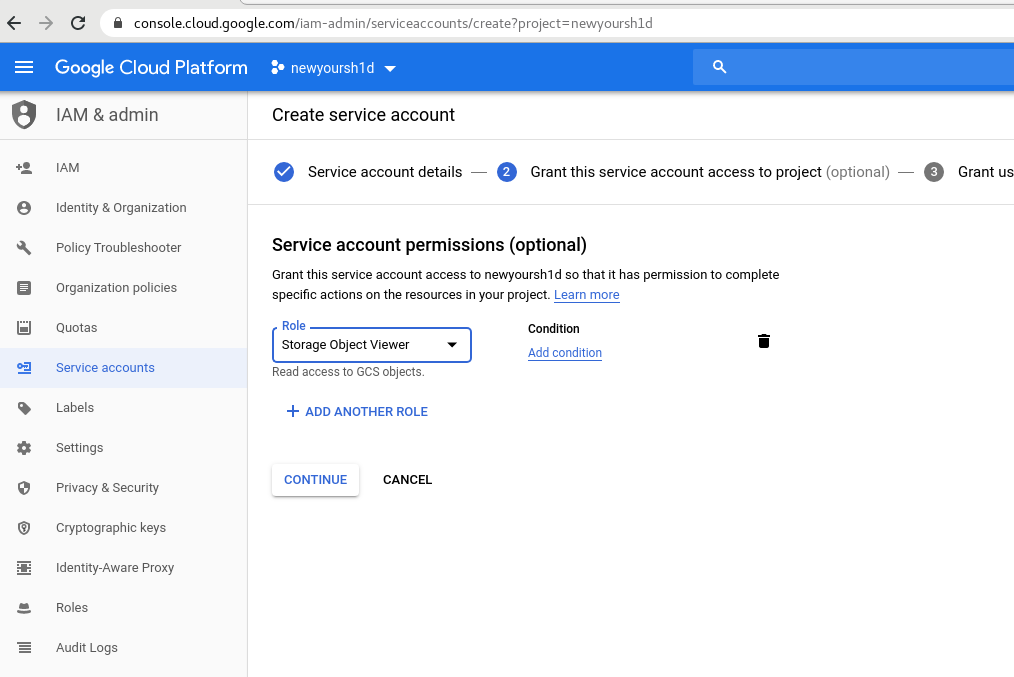 console.cloud.google.com/iam-admin/serviceaccounts/create?project=newyoursh1d
Google Cloud Platform newyoursh1d
IAM & admin
IAM
Identity & Organization
Policy Troubleshooter
Organization policies
Quotas
Service accounts
Labels
Settings
Privacy & Security
Cryptographic keys
Identity-Aware Proxy
Roles
Audit Logs
Create service account
Service account details — 2 Grant this service account access to project (optional) — 3 Grant us
Service account permissions (optional)
Grant this service account access to newyoursh1d so that it has permission to complete
specific actions on the resources in your project. Learn more
Role
Storage Object Viewer
Read access to GCS objects.
Condition
Add condition
ADD ANOTHER ROLE
CONTINUE CANCEL